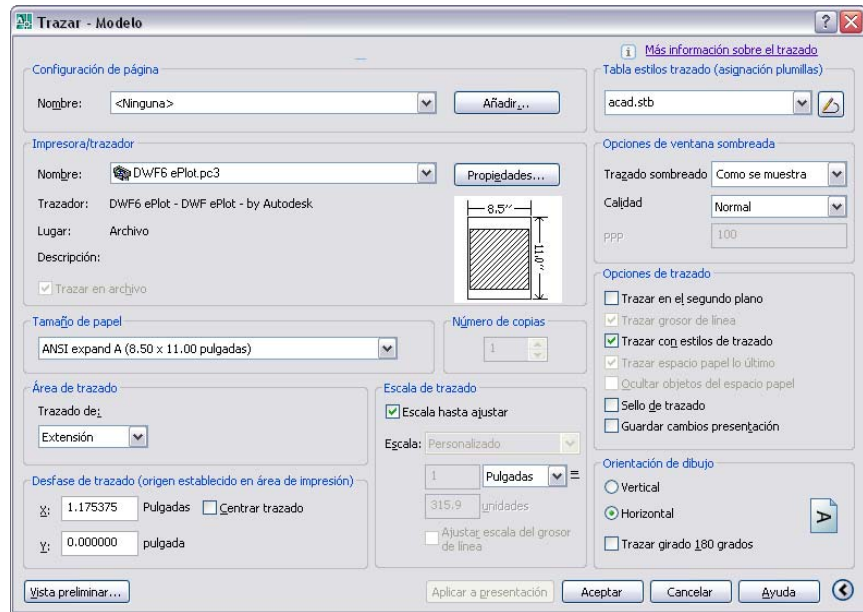 Trazar - Modelo
Más información sobre el trazado
Configuración de página
Nombre: <Ninguna> Añadir...
Tabla estilos trazado (asignación plumillas)
acad.stb
Impresora/trazador
Nombre: DWF6 ePlot.pc3 Propiedades...
Trazador: DWF6 ePlot - DWF ePlot - by Autodesk
Lugar: Archivo
Descripción:
Trazar en archivo
8.5''
11.0''
Opciones de ventana sombreada
Trazado sombreado Como se muestra
Calidad Normal
PPP 100
Tamaño de papel
ANSI expand A (8.50 x 11.00 pulgadas)
Número de copias
1
Opciones de trazado
Trazar en el segundo plano
Trazar grosor de línea
Trazar con estilos de trazado
Trazar espacio papel lo último
Ocultar objetos del espacio papel
Sello de trazado
Guardar cambios presentación
Área de trazado
Trazado de:
Extensión
Escala de trazado
Escala hasta ajustar
Escala: Personalizado
1 Pulgadas =
315.9 unidades
Ajustar escala del grosor
de línea
Desfase de trazado (origen establecido en área de impresión)
X: 1.175375 Pulgadas Centrar trazado
Y: 0.000000 pulgada
Orientación de dibujo
Vertical
Horizontal
A
Trazar girado 180 grados
Vista preliminar... Aplicar a presentación Aceptar Cancelar Ayuda